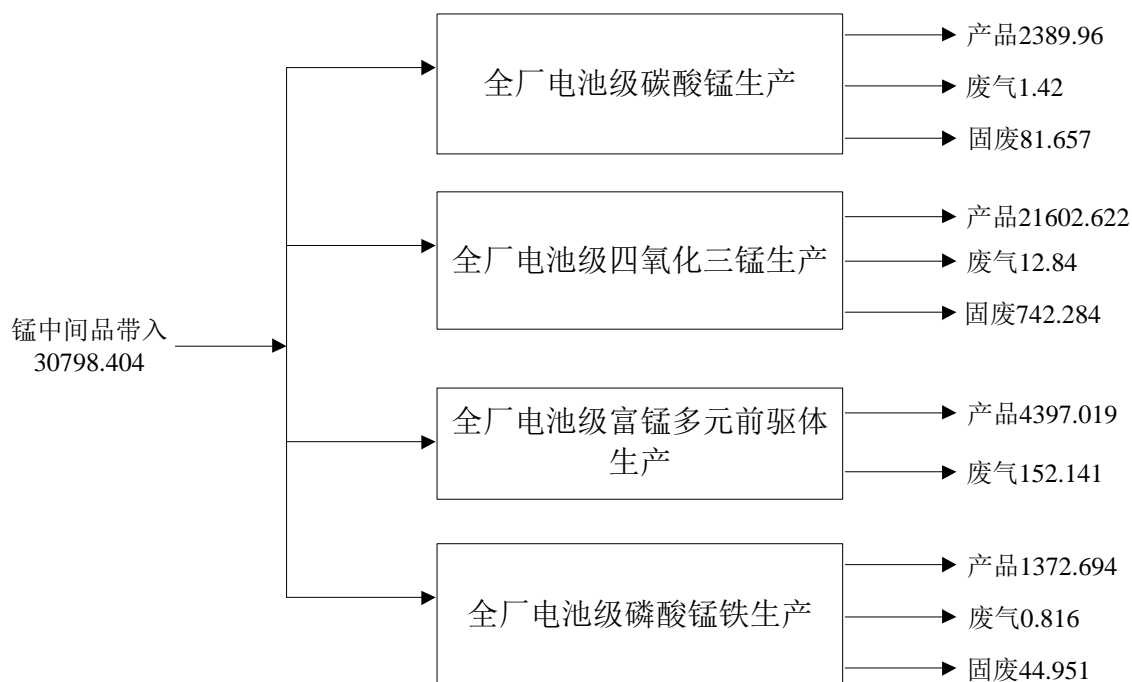 锰中间品带入
30798.404
全厂电池级碳酸锰生产
产品2389.96
废气1.42
固废81.657
全厂电池级四氧化三锰生产
产品21602.622
废气12.84
固废742.284
全厂电池级富锰多元前驱体
生产
产品4397.019
废气152.141
全厂电池级磷酸锰铁生产
产品1372.694
废气0.816
固废44.951